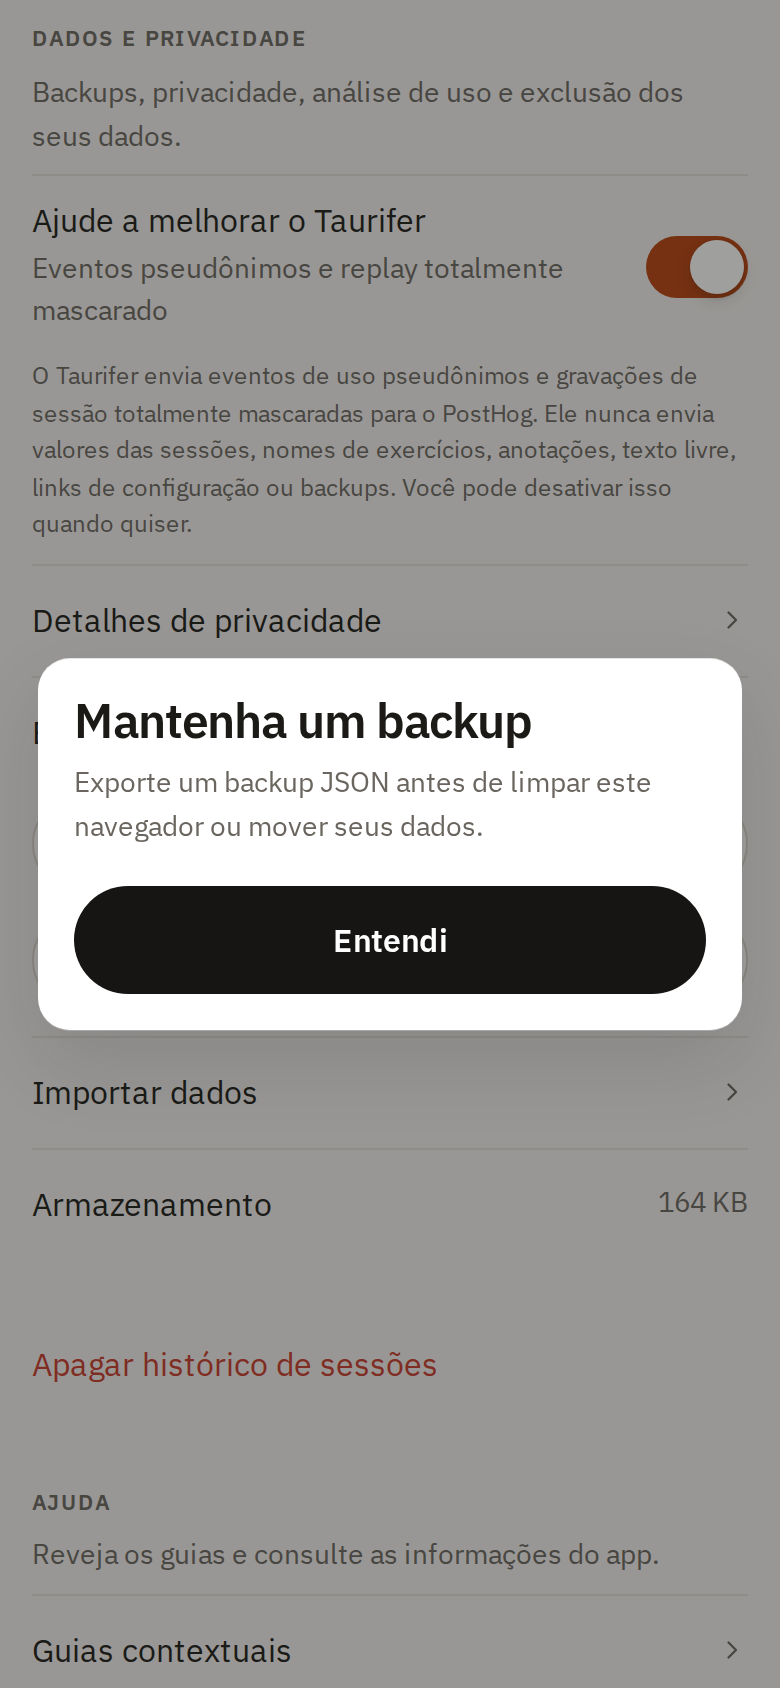 DADOS E PRIVACIDADE
Backups, privacidade, análise de uso e exclusão dos
seus dados.
Ajude a melhorar o Taurifer
Eventos pseudônimos e replay totalmente
mascarado
O Taurifer envia eventos de uso pseudônimos e gravações de
sessão totalmente mascaradas para o PostHog. Ele nunca envia
valores das sessões, nomes de exercícios, anotações, texto livre,
links de configuração ou backups. Você pode desativar isso
quando quiser.
Detalhes de privacidade
Mantenha um backup
Exporte um backup JSON antes de limpar este
navegador ou mover seus dados.
Entendi
Importar dados
Armazenamento 164 KB
Apagar histórico de sessões
AJUDA
Reveja os guias e consulte as informações do app.
Guias contextuais